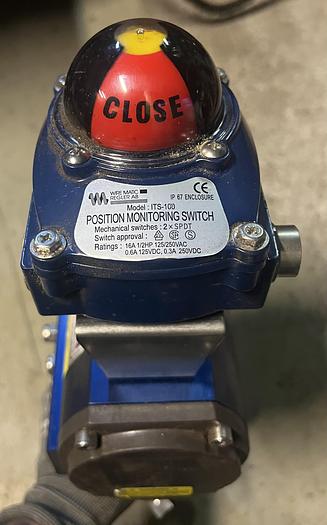 CLOSE
WIRE MATIC
REGLER AB
CE
IP 67 ENCLOSURE
Model : ITS-100
POSITION MONITORING SWITCH
Mechanical switches : 2 × SPDT
Switch approval :
Ratings : 16A 1/2HP 125/250VAC
0.6A 125VDC, 0.3A 250VDC